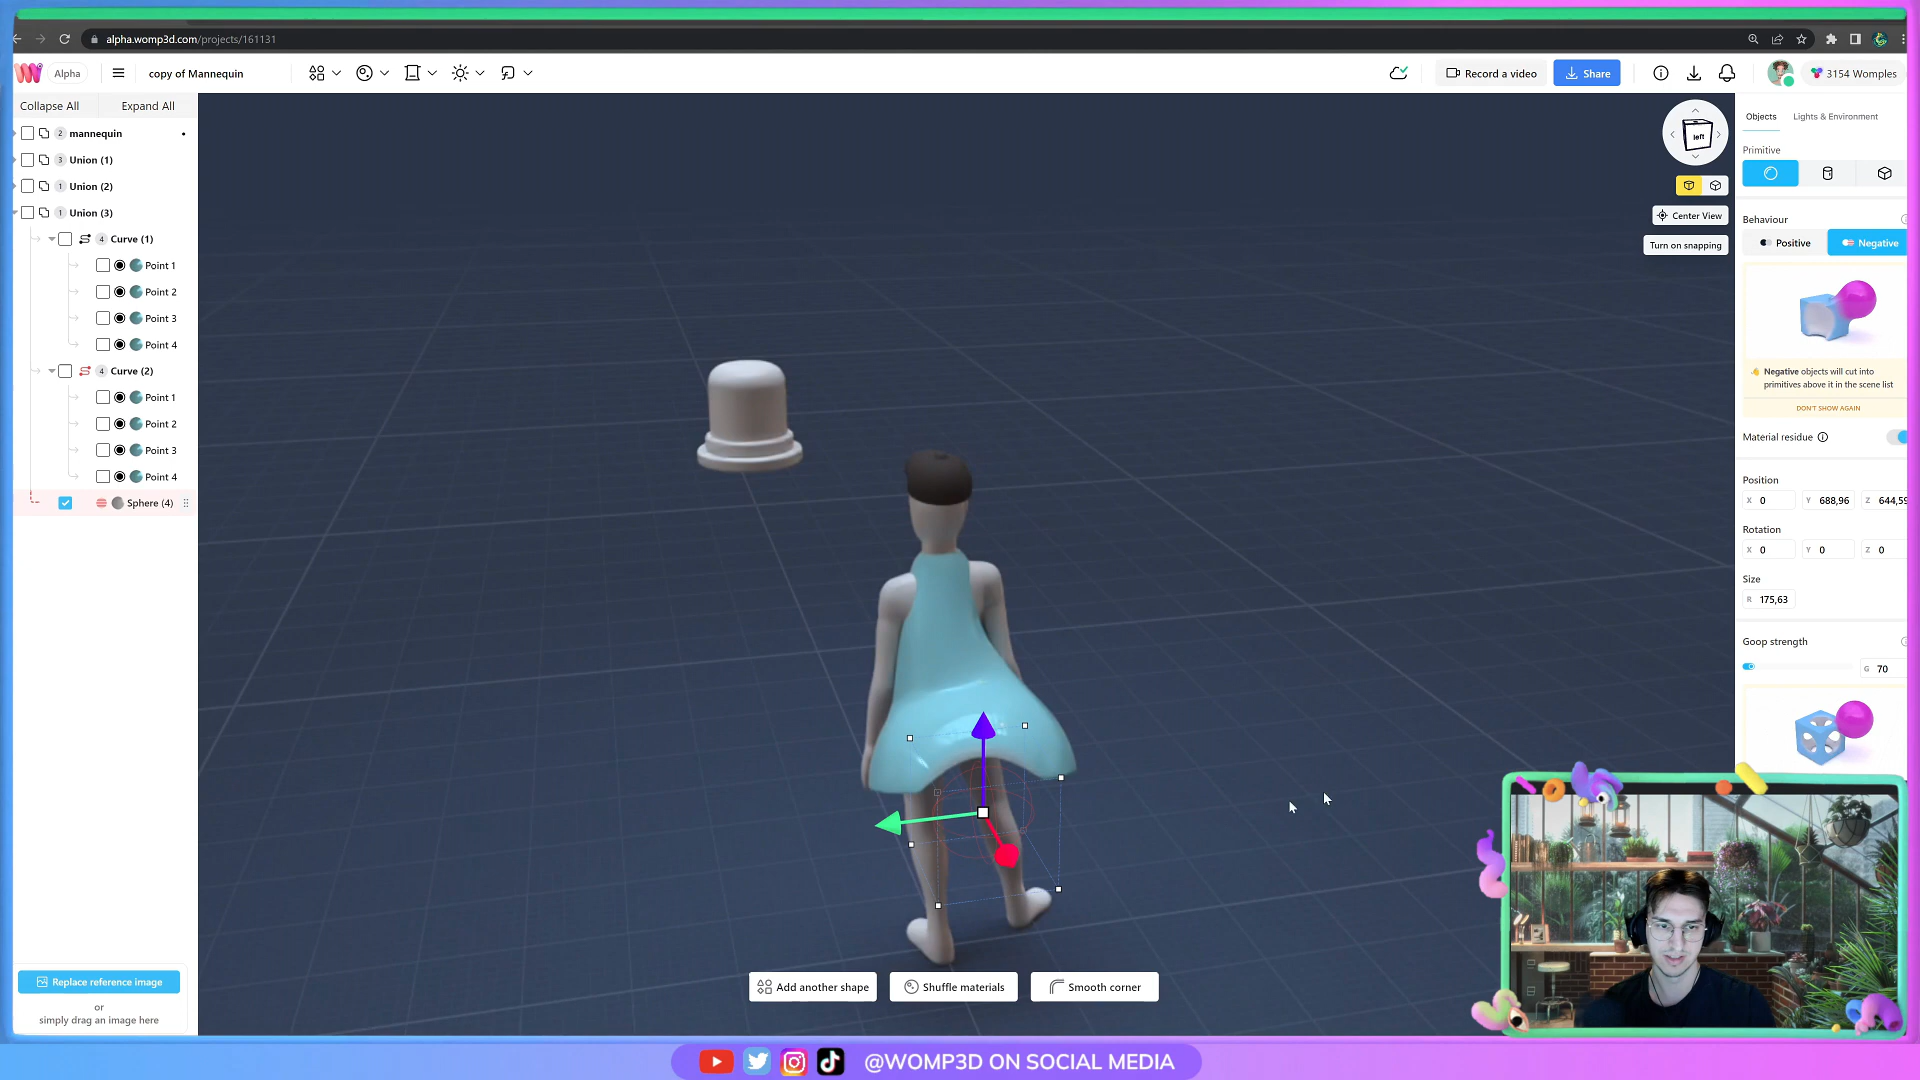 alpha.womp3d.com/projects/161131
Alpha
copy of Mannequin
Record a video
Share
3154 Womples
Collapse All
Expand All
2 mannequin
3 Union (1)
1 Union (2)
1 Union (3)
4 Curve (1)
Point 1
Point 2
Point 3
Point 4
4 Curve (2)
Point 1
Point 2
Point 3
Point 4
Sphere (4)
Replace reference image
or
simply drag an image here
left
Center View
Turn on snapping
Add another shape
Shuffle materials
Smooth corner
Objects
Lights & Environment
Primitive
Behaviour
Positive
Negative
Negative objects will cut into
primitives above it in the scene list
DON'T SHOW AGAIN
Material residue
Position
X 0 Y 688,96 Z 644,59
Rotation
X 0 Y 0 Z 0
Size
R 175,63
Goop strength
G 70
@WOMP3D ON SOCIAL MEDIA